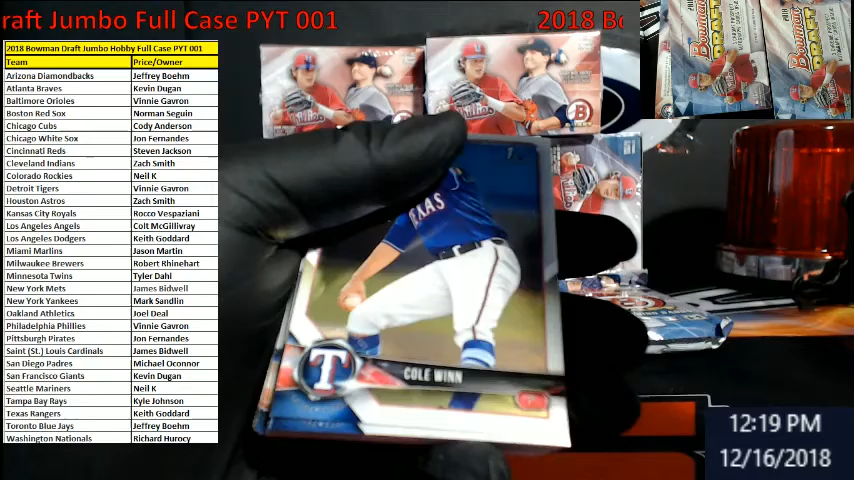 raft Jumbo Full Case PYT 001
2018 Bo
2018 Bowman Draft Jumbo Hobby Full Case PYT 001
Team Price/Owner
Arizona Diamondbacks Jeffrey Boehm
Atlanta Braves Kevin Dugan
Baltimore Orioles Vinnie Gavron
Boston Red Sox Norman Seguin
Chicago Cubs Cody Anderson
Chicago White Sox Jon Fernandes
Cincinnati Reds Steven Jackson
Cleveland Indians Zach Smith
Colorado Rockies Neil K
Detroit Tigers Vinnie Gavron
Houston Astros Zach Smith
Kansas City Royals Rocco Vespaziani
Los Angeles Angels Colt McGillivray
Los Angeles Dodgers Keith Goddard
Miami Marlins Jason Martin
Milwaukee Brewers Robert Rhinehart
Minnesota Twins Tyler Dahl
New York Mets James Bidwell
New York Yankees Mark Sandlin
Oakland Athletics Joel Deal
Philadelphia Phillies Vinnie Gavron
Pittsburgh Pirates Jon Fernandes
Saint (St.) Louis Cardinals James Bidwell
San Diego Padres Michael Oconnor
San Francisco Giants Kevin Dugan
Seattle Mariners Neil K
Tampa Bay Rays Kyle Johnson
Texas Rangers Keith Goddard
Toronto Blue Jays Jeffrey Boehm
Washington Nationals Richard Hurocy
Bowman
DRAFT
Bowman
DRAFT
Phillies
B
TEXAS
T
COLE WINN
12:19 PM
12/16/2018